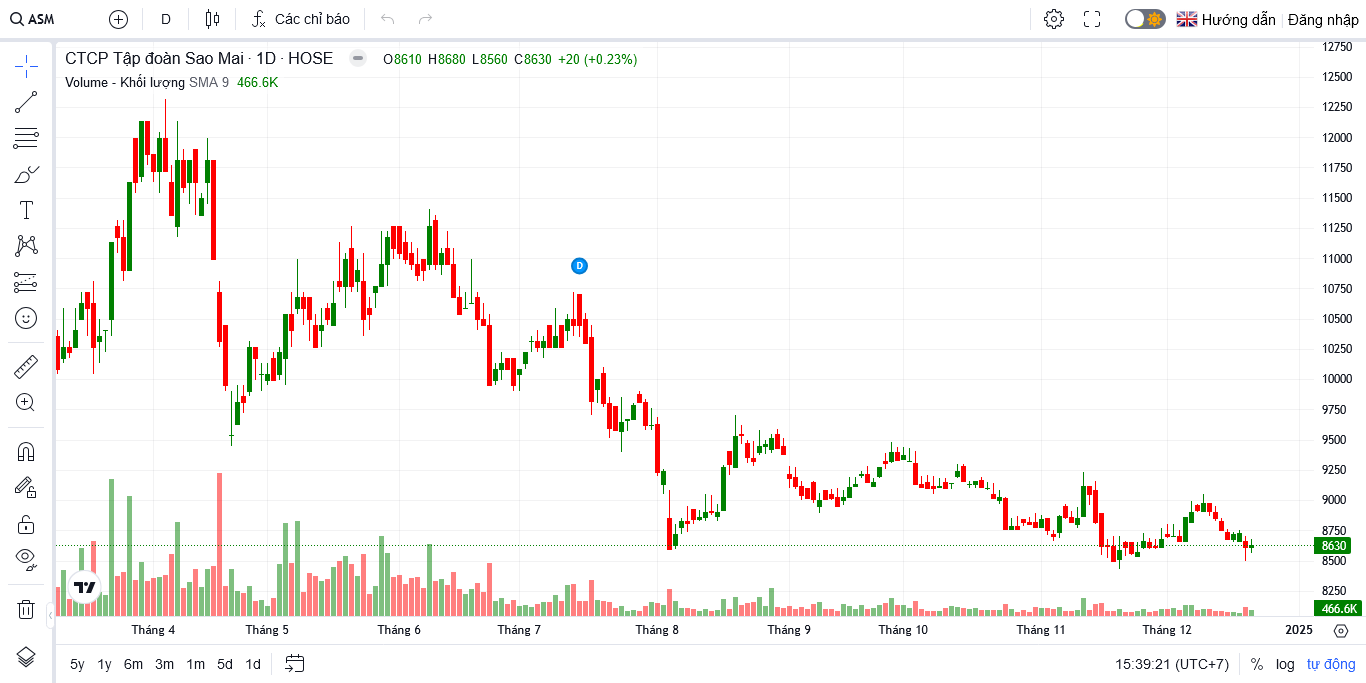 ASM D Các chỉ báo Hướng dẫn Đăng nhập
CTCP Tập đoàn Sao Mai · 1D · HOSE O8610 H8680 L8560 C8630 +20 (+0.23%)
Volume - Khối lượng SMA 9 466.6K
12750
12500
12250
12000
11750
11500
11250
11000
10750
10500
10250
10000
9750
9500
9250
9000
8750
8630
8500
8250
466.6K
D
Tháng 4 Tháng 5 Tháng 6 Tháng 7 Tháng 8 Tháng 9 Tháng 10 Tháng 11 Tháng 12 2025
5y 1y 6m 3m 1m 5d 1d 15:39:21 (UTC+7) % log tự động